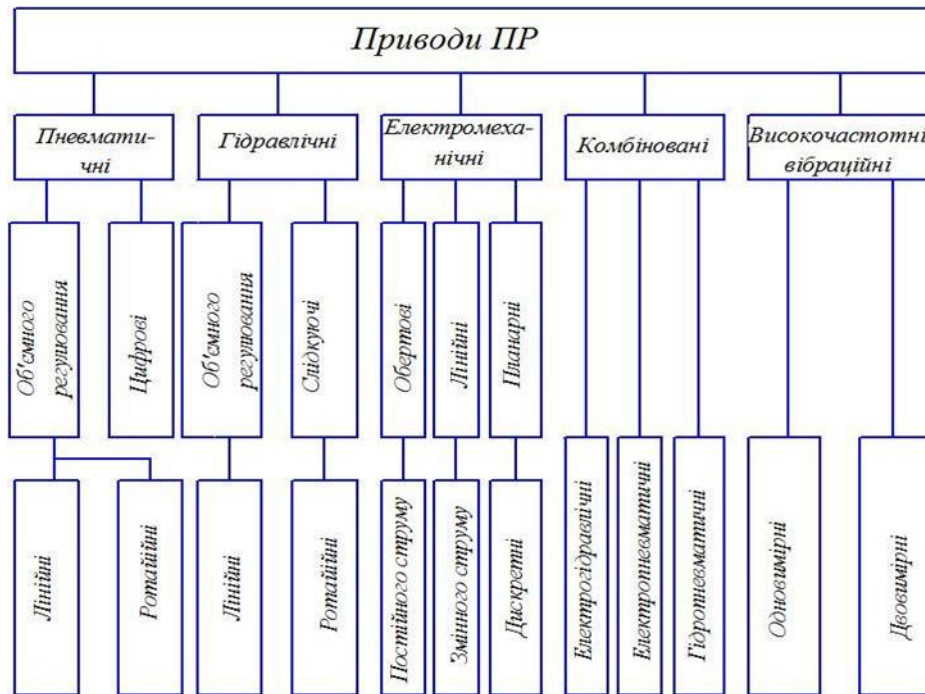 Приводи ПР
Пневмати-
чні
Гідравлічні
Електромеха-
нічні
Комбіновані
Високочастотні
вібраційні
Об'ємного
регулювання
Цифрові
Об'ємного
регулювання
Слідкуючі
Обертові
Лінійні
Планарні
Лінійні
Ротаційні
Лінійні
Ротаційні
Постійного струму
Змінного струму
Дискретні
Електрогідравлічні
Електропневматичні
Гідропневматичні
Одновимірні
Двовимірні